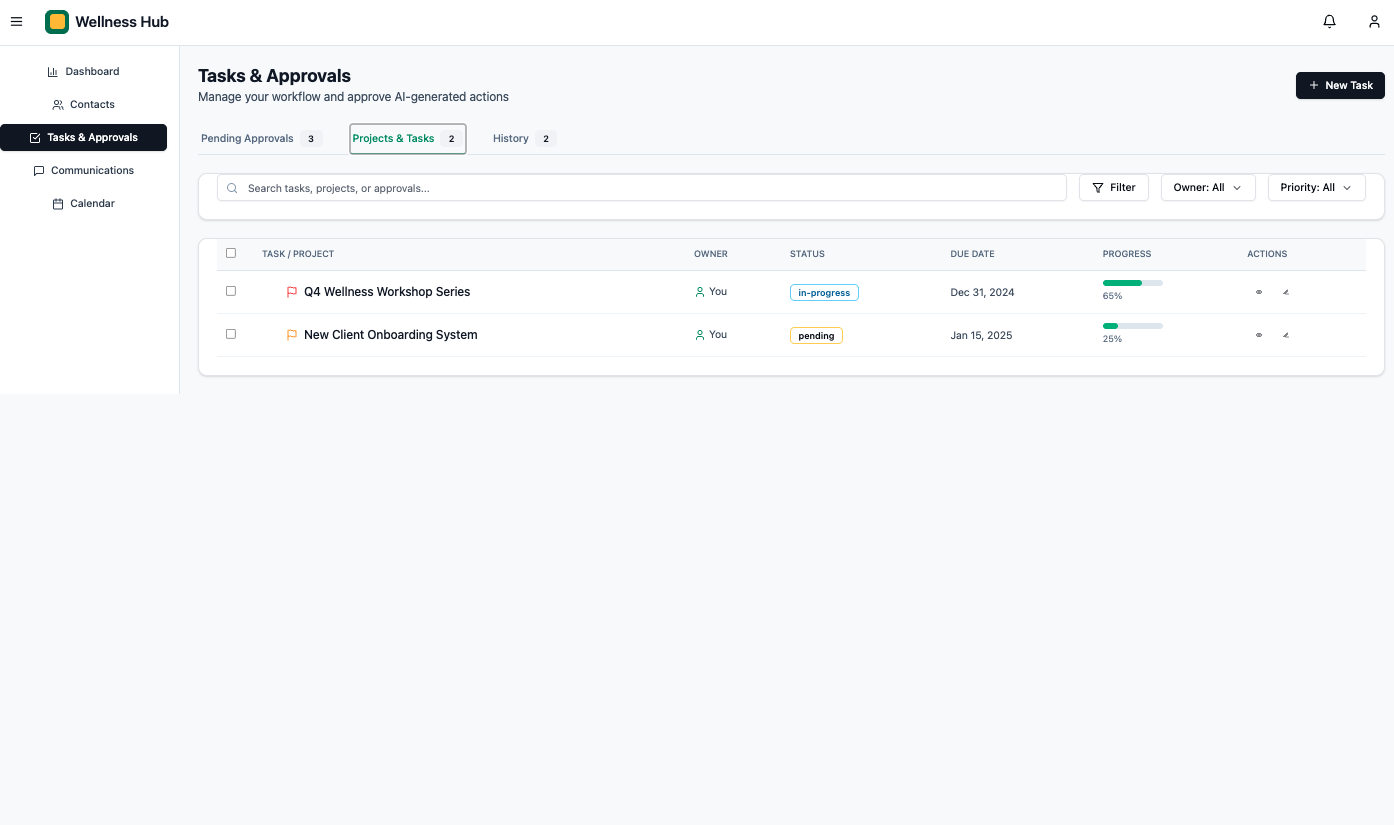 Wellness Hub
Dashboard
Contacts
Tasks & Approvals
Communications
Calendar
Tasks & Approvals
Manage your workflow and approve AI-generated actions
New Task
Pending Approvals 3
Projects & Tasks 2
History 2
Search tasks, projects, or approvals...
Filter
Owner: All
Priority: All
TASK / PROJECT OWNER STATUS DUE DATE PROGRESS ACTIONS
Q4 Wellness Workshop Series You in-progress Dec 31, 2024 65%
New Client Onboarding System You pending Jan 15, 2025 25%